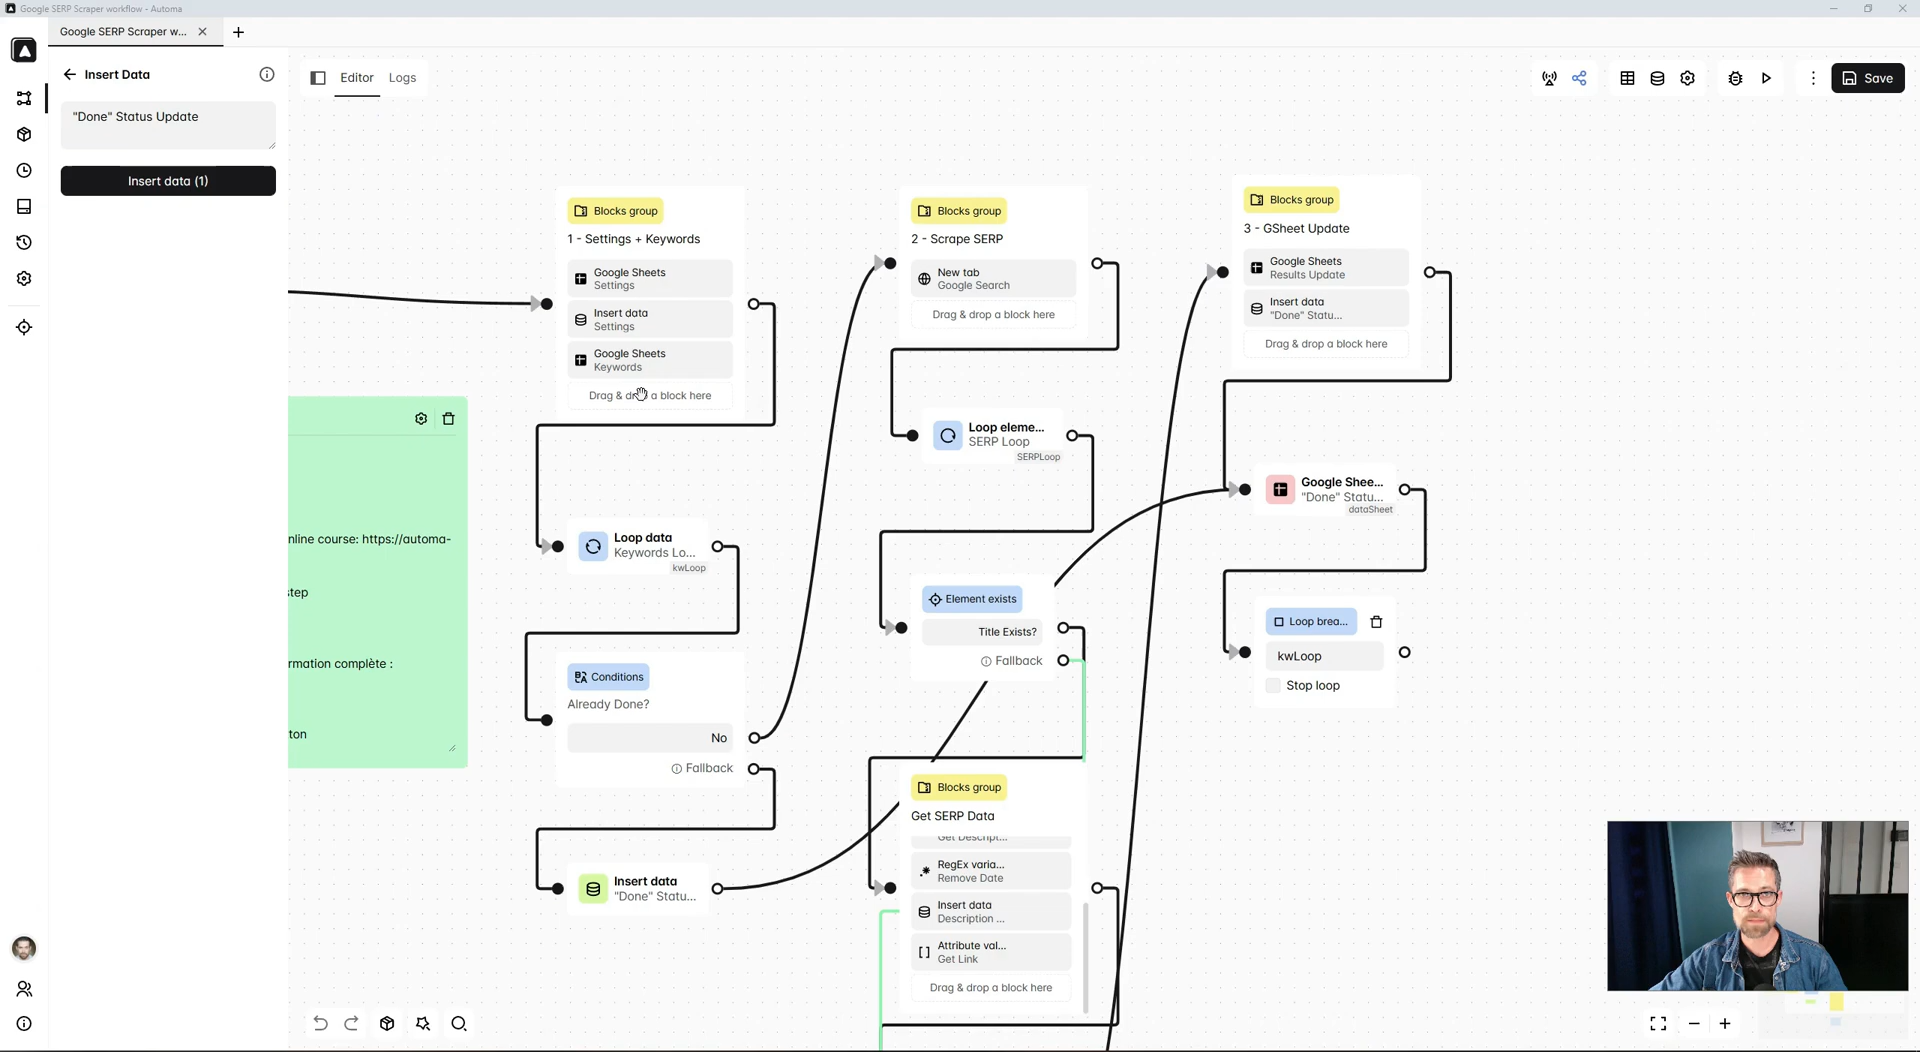 Google SERP Scraper workflow - Automa
Google SERP Scraper w...
Insert Data
"Done" Status Update
Insert data (1)
Editor
Logs
Save
Blocks group
1 - Settings + Keywords
Google Sheets
Settings
Insert data
Settings
Google Sheets
Keywords
Drag & drop a block here
Loop data
Keywords Lo...
kwLoop
Conditions
Already Done?
No
Fallback
Insert data
"Done" Statu...
nline course: https://automa-
step
rmation complète :
ton
Blocks group
2 - Scrape SERP
New tab
Google Search
Drag & drop a block here
Loop eleme...
SERP Loop
SERPLoop
Element exists
Title Exists?
Fallback
Blocks group
Get SERP Data
Get Descript...
RegEx varia...
Remove Date
Insert data
Description ...
Attribute val...
Get Link
Drag & drop a block here
Blocks group
3 - GSheet Update
Google Sheets
Results Update
Insert data
"Done" Statu...
Drag & drop a block here
Google Shee...
"Done" Statu...
dataSheet
Loop brea...
kwLoop
Stop loop